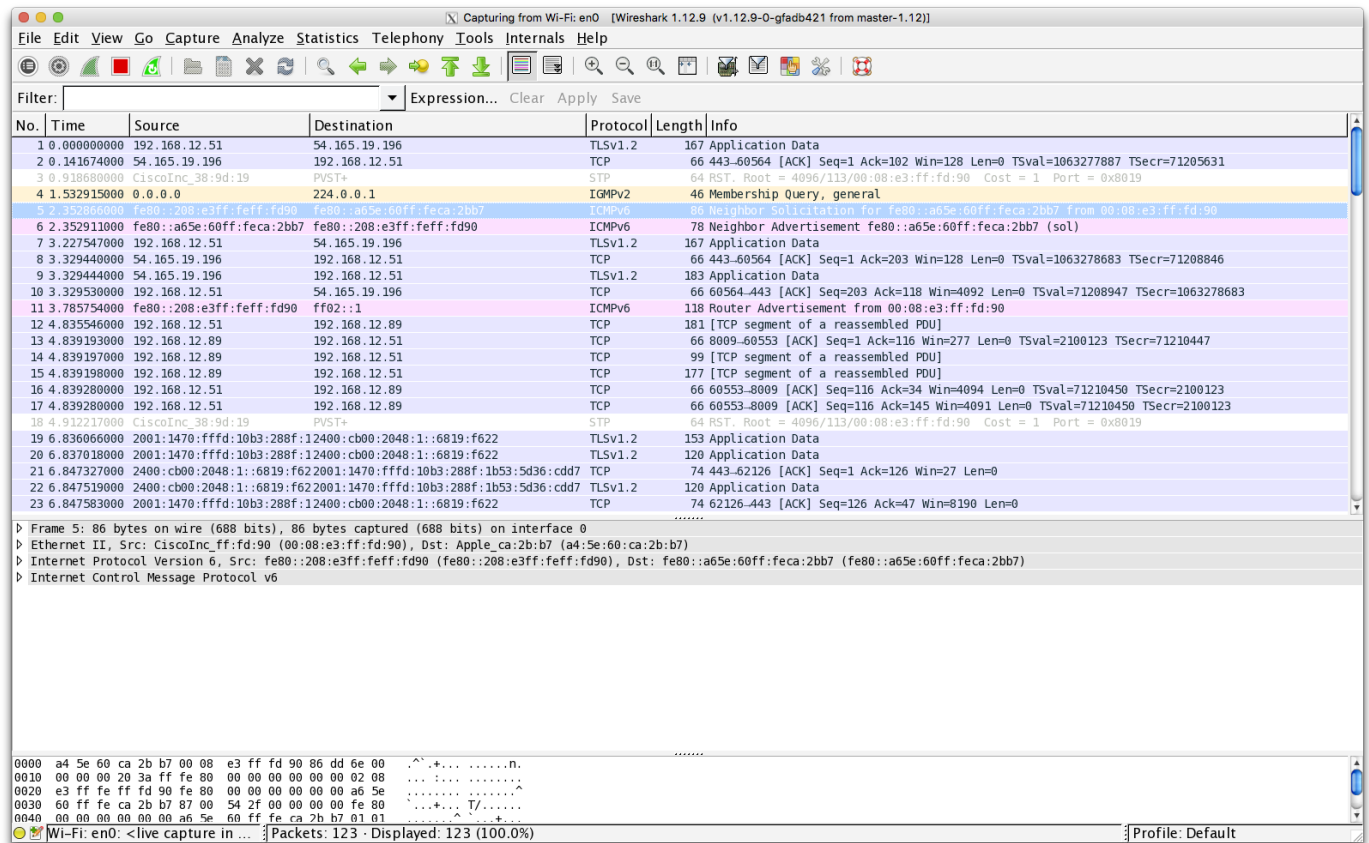 Capturing from Wi-Fi: en0 [Wireshark 1.12.9 (v1.12.9-0-gfadb421 from master-1.12)]
File Edit View Go Capture Analyze Statistics Telephony Tools Internals Help
Filter: Expression... Clear Apply Save
No. Time Source Destination Protocol Length Info
1 0.000000000 192.168.12.51 54.165.19.196 TLSv1.2 167 Application Data
2 0.141674000 54.165.19.196 192.168.12.51 TCP 66 443→60564 [ACK] Seq=1 Ack=102 Win=128 Len=0 TSval=1063277887 TSecr=71205631
3 0.918680000 CiscoInc_38:9d:19 PVST+ STP 64 RST. Root = 4096/113/00:08:e3:ff:fd:90 Cost = 1 Port = 0x8019
4 1.532915000 0.0.0.0 224.0.0.1 IGMPv2 46 Membership Query, general
5 2.352866000 fe80::208:e3ff:feff:fd90 fe80::a65e:60ff:feca:2bb7 ICMPv6 86 Neighbor Solicitation for fe80::a65e:60ff:feca:2bb7 from 00:08:e3:ff:fd:90
6 2.352911000 fe80::a65e:60ff:feca:2bb7 fe80::208:e3ff:feff:fd90 ICMPv6 78 Neighbor Advertisement fe80::a65e:60ff:feca:2bb7 (sol)
7 3.227547000 192.168.12.51 54.165.19.196 TLSv1.2 167 Application Data
8 3.329440000 54.165.19.196 192.168.12.51 TCP 66 443→60564 [ACK] Seq=1 Ack=203 Win=128 Len=0 TSval=1063278683 TSecr=71208846
9 3.329444000 54.165.19.196 192.168.12.51 TLSv1.2 183 Application Data
10 3.329530000 192.168.12.51 54.165.19.196 TCP 66 60564→443 [ACK] Seq=203 Ack=118 Win=4092 Len=0 TSval=71208947 TSecr=1063278683
11 3.785754000 fe80::208:e3ff:feff:fd90 ff02::1 ICMPv6 118 Router Advertisement from 00:08:e3:ff:fd:90
12 4.835546000 192.168.12.51 192.168.12.89 TCP 181 [TCP segment of a reassembled PDU]
13 4.839193000 192.168.12.89 192.168.12.51 TCP 66 8009→60553 [ACK] Seq=1 Ack=116 Win=277 Len=0 TSval=2100123 TSecr=71210447
14 4.839197000 192.168.12.89 192.168.12.51 TCP 99 [TCP segment of a reassembled PDU]
15 4.839198000 192.168.12.89 192.168.12.51 TCP 177 [TCP segment of a reassembled PDU]
16 4.839280000 192.168.12.51 192.168.12.89 TCP 66 60553→8009 [ACK] Seq=116 Ack=34 Win=4094 Len=0 TSval=71210450 TSecr=2100123
17 4.839280000 192.168.12.51 192.168.12.89 TCP 66 60553→8009 [ACK] Seq=116 Ack=145 Win=4091 Len=0 TSval=71210450 TSecr=2100123
18 4.912217000 CiscoInc_38:9d:19 PVST+ STP 64 RST. Root = 4096/113/00:08:e3:ff:fd:90 Cost = 1 Port = 0x8019
19 6.836066000 2001:1470:fffd:10b3:288f:1 2400:cb00:2048:1::6819:f622 TLSv1.2 153 Application Data
20 6.837018000 2001:1470:fffd:10b3:288f:1 2400:cb00:2048:1::6819:f622 TLSv1.2 120 Application Data
21 6.847327000 2400:cb00:2048:1::6819:f62 2001:1470:fffd:10b3:288f:1b53:5d36:cdd7 TCP 74 443→62126 [ACK] Seq=1 Ack=126 Win=27 Len=0
22 6.847519000 2400:cb00:2048:1::6819:f62 2001:1470:fffd:10b3:288f:1b53:5d36:cdd7 TLSv1.2 120 Application Data
23 6.847583000 2001:1470:fffd:10b3:288f:1 2400:cb00:2048:1::6819:f622 TCP 74 62126→443 [ACK] Seq=126 Ack=47 Win=8190 Len=0
Frame 5: 86 bytes on wire (688 bits), 86 bytes captured (688 bits) on interface 0
Ethernet II, Src: CiscoInc_ff:fd:90 (00:08:e3:ff:fd:90), Dst: Apple_ca:2b:b7 (a4:5e:60:ca:2b:b7)
Internet Protocol Version 6, Src: fe80::208:e3ff:feff:fd90 (fe80::208:e3ff:feff:fd90), Dst: fe80::a65e:60ff:feca:2bb7 (fe80::a65e:60ff:feca:2bb7)
Internet Control Message Protocol v6
0000 a4 5e 60 ca 2b b7 00 08 e3 ff fd 90 86 dd 6e 00 .^`.+... ......n.
0010 00 00 00 20 3a ff fe 80 00 00 00 00 00 00 02 08 ... :... ........
0020 e3 ff fe ff fd 90 fe 80 00 00 00 00 00 00 a6 5e ........ .......^
0030 60 ff fe ca 2b b7 87 00 54 2f 00 00 00 00 fe 80 `...+... T/......
0040 00 00 00 00 00 00 a6 5e 60 ff fe ca 2b b7 01 01 .......^ `...+...
Wi-Fi: en0: <live capture in ... Packets: 123 · Displayed: 123 (100.0%) Profile: Default